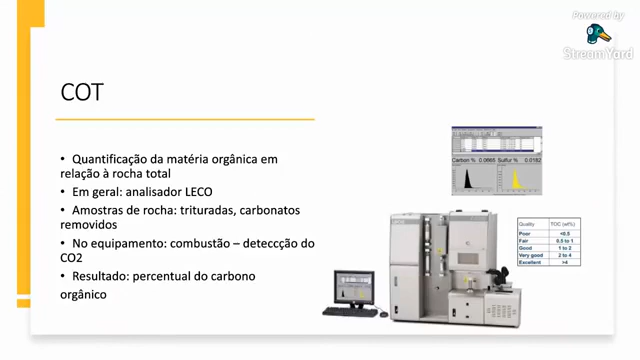 Powered by
StreamYard
COT
• Quantificação da matéria orgânica em
relação à rocha total
• Em geral: analisador LECO
• Amostras de rocha: trituradas, carbonatos
removidos
• No equipamento: combustão – detteccção do
CO2
• Resultado: percentual do carbono
orgânico
Carbon % 0.0665 Sulfur % 0.0182
Quality TOC (wt%)
Poor <0.5
Fair 0.5 to 1
Good 1 to 2
Very good 2 to 4
Excellent >4